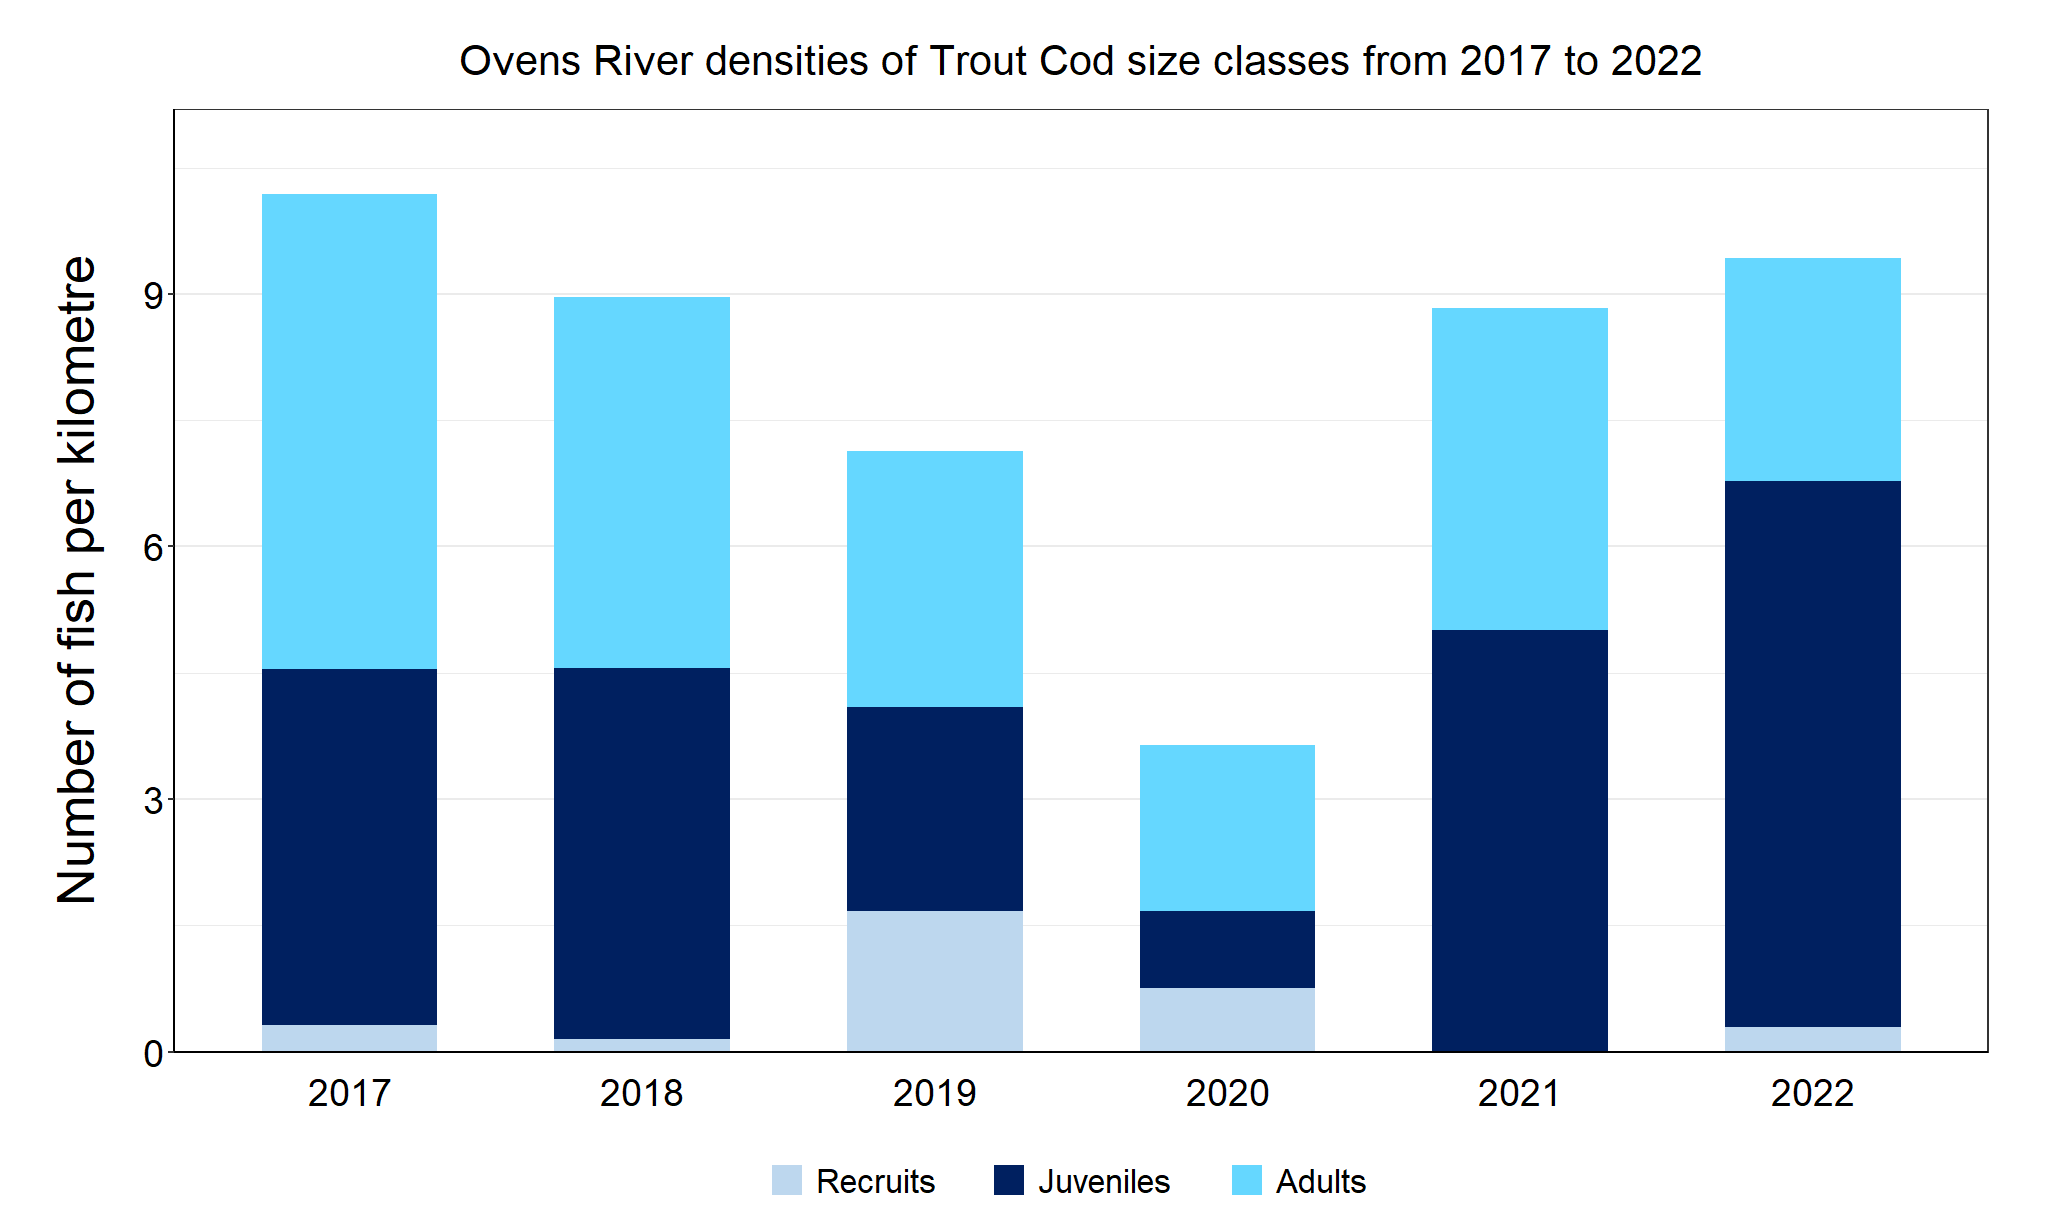 Ovens River densities of Trout Cod size classes from 2017 to 2022
Number of fish per kilometre
9
6
3
0
2017 2018 2019 2020 2021 2022
Recruits Juveniles Adults